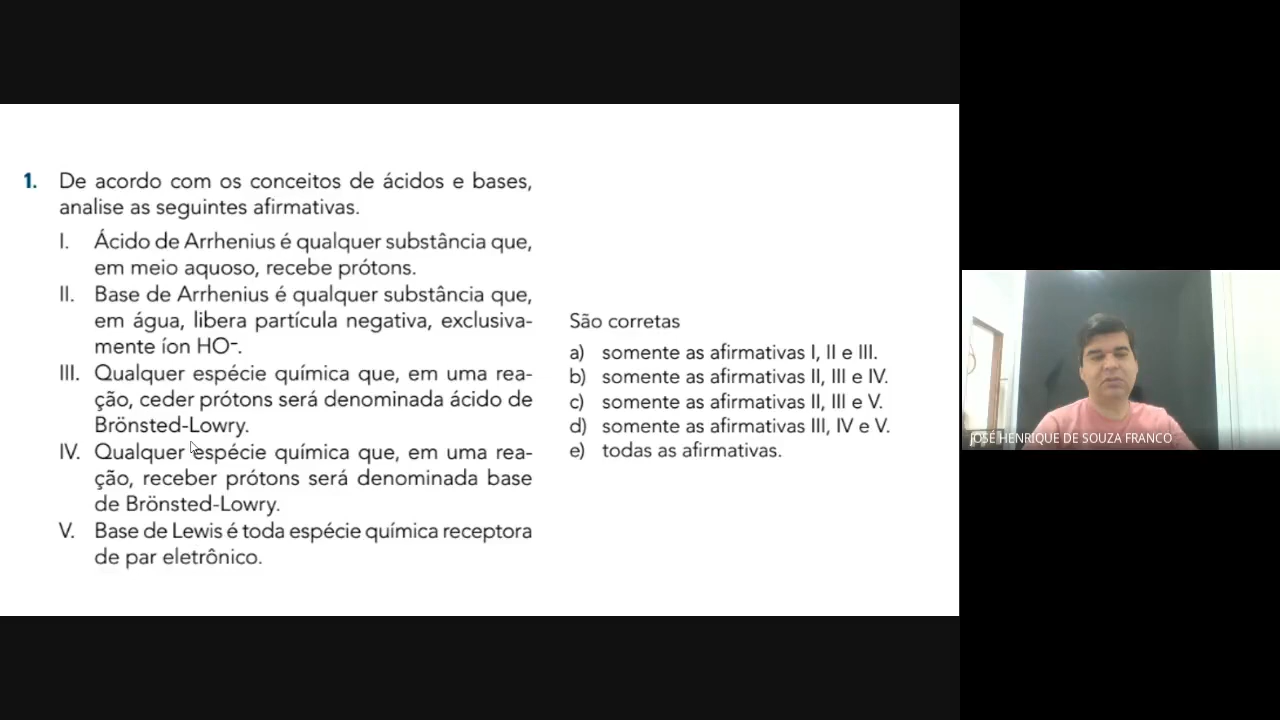 1. De acordo com os conceitos de ácidos e bases,
analise as seguintes afirmativas.
I. Ácido de Arrhenius é qualquer substância que,
em meio aquoso, recebe prótons.
II. Base de Arrhenius é qualquer substância que,
em água, libera partícula negativa, exclusiva-
mente íon HO⁻.
III. Qualquer espécie química que, em uma rea-
ção, ceder prótons será denominada ácido de
Brönsted-Lowry.
IV. Qualquer espécie química que, em uma rea-
ção, receber prótons será denominada base
de Brönsted-Lowry.
V. Base de Lewis é toda espécie química receptora
de par eletrônico.
São corretas
a) somente as afirmativas I, II e III.
b) somente as afirmativas II, III e IV.
c) somente as afirmativas II, III e V.
d) somente as afirmativas III, IV e V.
e) todas as afirmativas.
JOSÉ HENRIQUE DE SOUZA FRANCO